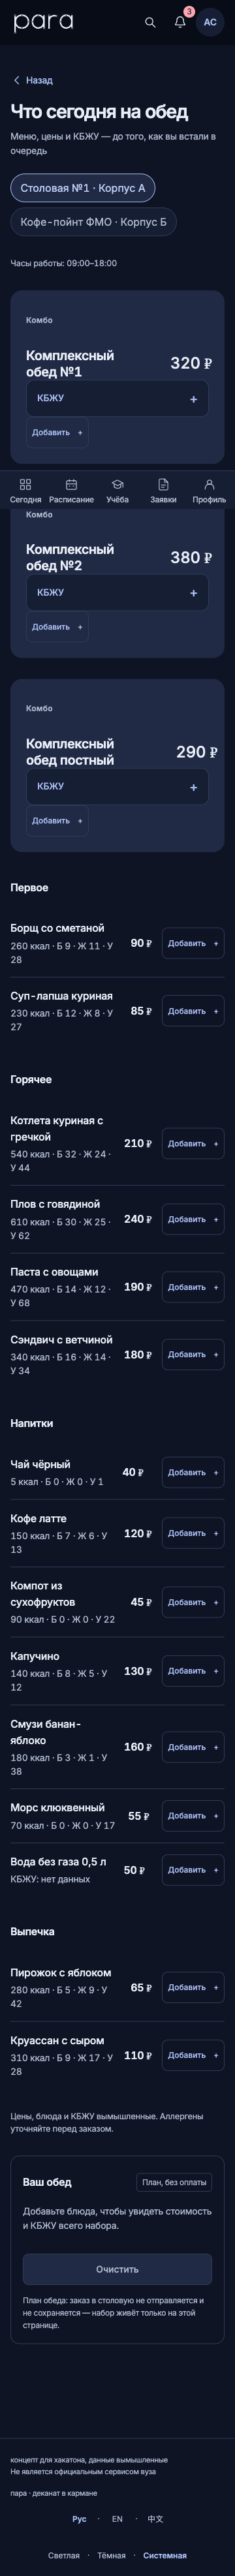 para
3
АС
Назад
Что сегодня на обед
Меню, цены и КБЖУ — до того, как вы встали в
очередь
Столовая №1 · Корпус А
Кофе-пойнт ФМО · Корпус Б
Часы работы: 09:00–18:00
Комбо
Комплексный
обед №1
320 ₽
КБЖУ +
Добавить +
Сегодня Расписание Учёба Заявки Профиль
Комбо
Комплексный
обед №2
380 ₽
КБЖУ +
Добавить +
Комбо
Комплексный
обед постный
290 ₽
КБЖУ +
Добавить +
Первое
Борщ со сметаной
260 ккал · Б 9 · Ж 11 · У
28
90 ₽
Добавить +
Суп-лапша куриная
230 ккал · Б 12 · Ж 8 · У
27
85 ₽
Добавить +
Горячее
Котлета куриная с
гречкой
540 ккал · Б 32 · Ж 24 ·
У 44
210 ₽
Добавить +
Плов с говядиной
610 ккал · Б 30 · Ж 25 ·
У 62
240 ₽
Добавить +
Паста с овощами
470 ккал · Б 14 · Ж 12 ·
У 68
190 ₽
Добавить +
Сэндвич с ветчиной
340 ккал · Б 16 · Ж 14 ·
У 34
180 ₽
Добавить +
Напитки
Чай чёрный
5 ккал · Б 0 · Ж 0 · У 1
40 ₽
Добавить +
Кофе латте
150 ккал · Б 7 · Ж 6 · У
13
120 ₽
Добавить +
Компот из
сухофруктов
90 ккал · Б 0 · Ж 0 · У 22
45 ₽
Добавить +
Капучино
140 ккал · Б 8 · Ж 5 · У
12
130 ₽
Добавить +
Смузи банан-
яблоко
180 ккал · Б 3 · Ж 1 · У
38
160 ₽
Добавить +
Морс клюквенный
70 ккал · Б 0 · Ж 0 · У 17
55 ₽
Добавить +
Вода без газа 0,5 л
КБЖУ: нет данных
50 ₽
Добавить +
Выпечка
Пирожок с яблоком
280 ккал · Б 5 · Ж 9 · У
42
65 ₽
Добавить +
Круассан с сыром
310 ккал · Б 9 · Ж 17 · У
28
110 ₽
Добавить +
Цены, блюда и КБЖУ вымышленные. Аллергены
уточняйте перед заказом.
Ваш обед
План, без оплаты
Добавьте блюда, чтобы увидеть стоимость
и КБЖУ всего набора.
Очистить
План обеда: заказ в столовую не отправляется и
не сохраняется — набор живёт только на этой
странице.
концепт для хакатона, данные вымышленные
Не является официальным сервисом вуза
пара · деканат в кармане
Рус · EN · 中文
Светлая · Тёмная · Системная